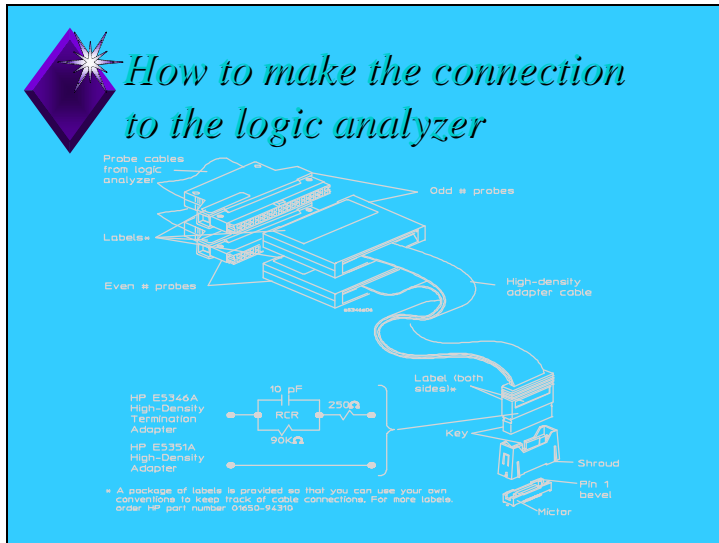 How to make the connection
to the logic analyzer
Probe cables
from logic
analyzer
Odd # probes
Labels*
Even # probes
High-density
adapter cable
e5346e04
Label (both
sides)*
HP E5346A
High-Density
Termination
Adapter
10 pF
RCR
250Ω
90KΩ
Key
HP E5351A
High-Density
Adapter
Shroud
Pin 1
bevel
Mictor
* A package of labels is provided so that you can use your own
conventions to keep track of cable connections. For more labels,
order HP part number 01650-94310